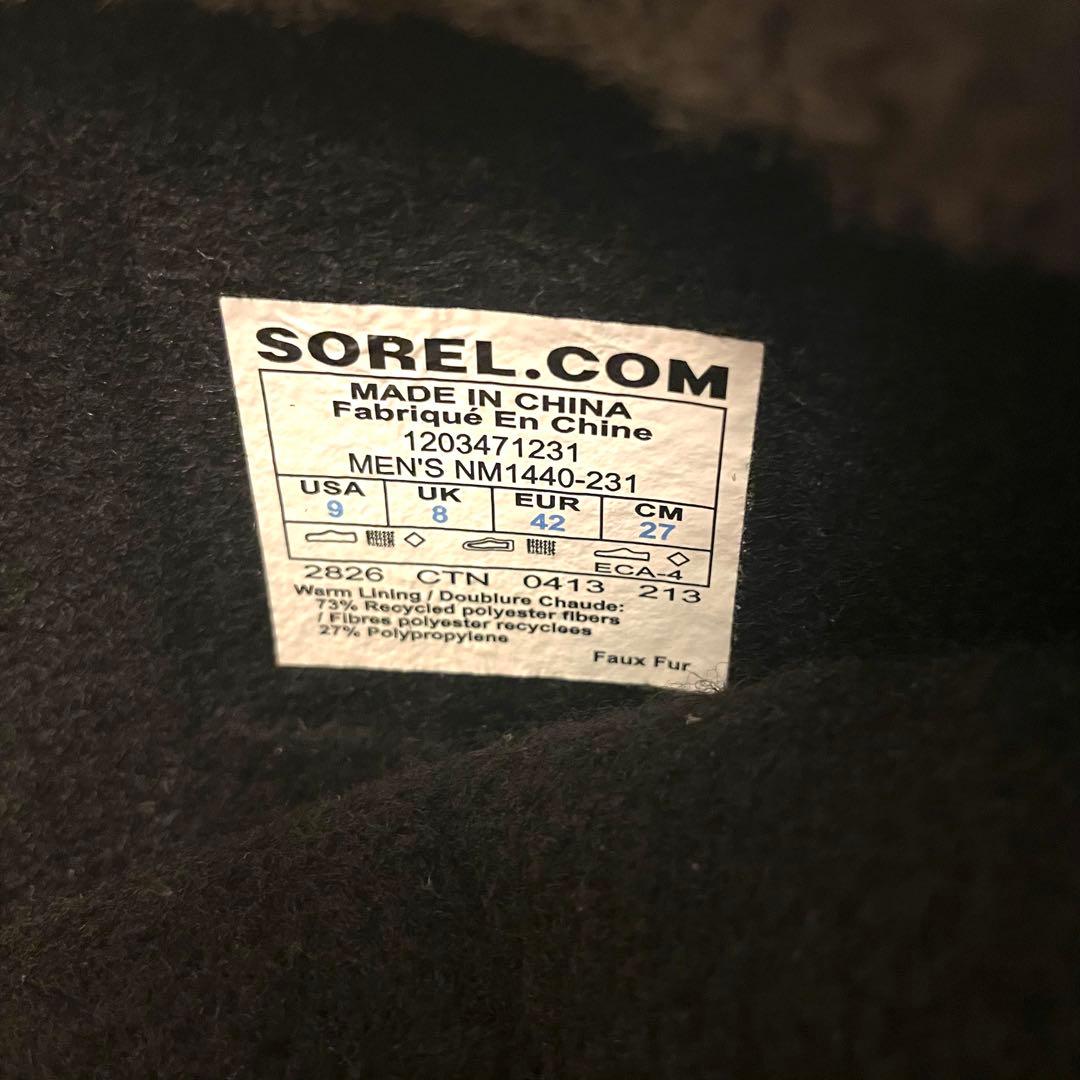 SOREL.COM
MADE IN CHINA
Fabriqué En Chine
1203471231
MEN'S NM1440-231
USA UK EUR CM
9 8 42 27
ECA-4
2826 CTN 0413 213
Warm Lining / Doublure Chaude:
73% Recycled polyester fibers
/ Fibres polyester recyclees
27% Polypropylene
Faux Fur